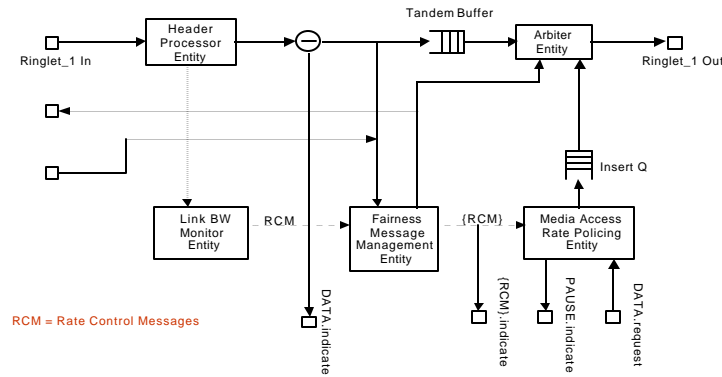 Tandem Buffer
Header
Processor
Entity
Arbiter
Entity
Ringlet_1 In
Ringlet_1 Out
Insert Q
Link BW
Monitor
Entity
RCM
Fairness
Message
Management
Entity
{RCM}
Media Access
Rate Policing
Entity
DATA.indicate
{RCM}.indicate
PAUSE.indicate
DATA.request
RCM = Rate Control Messages